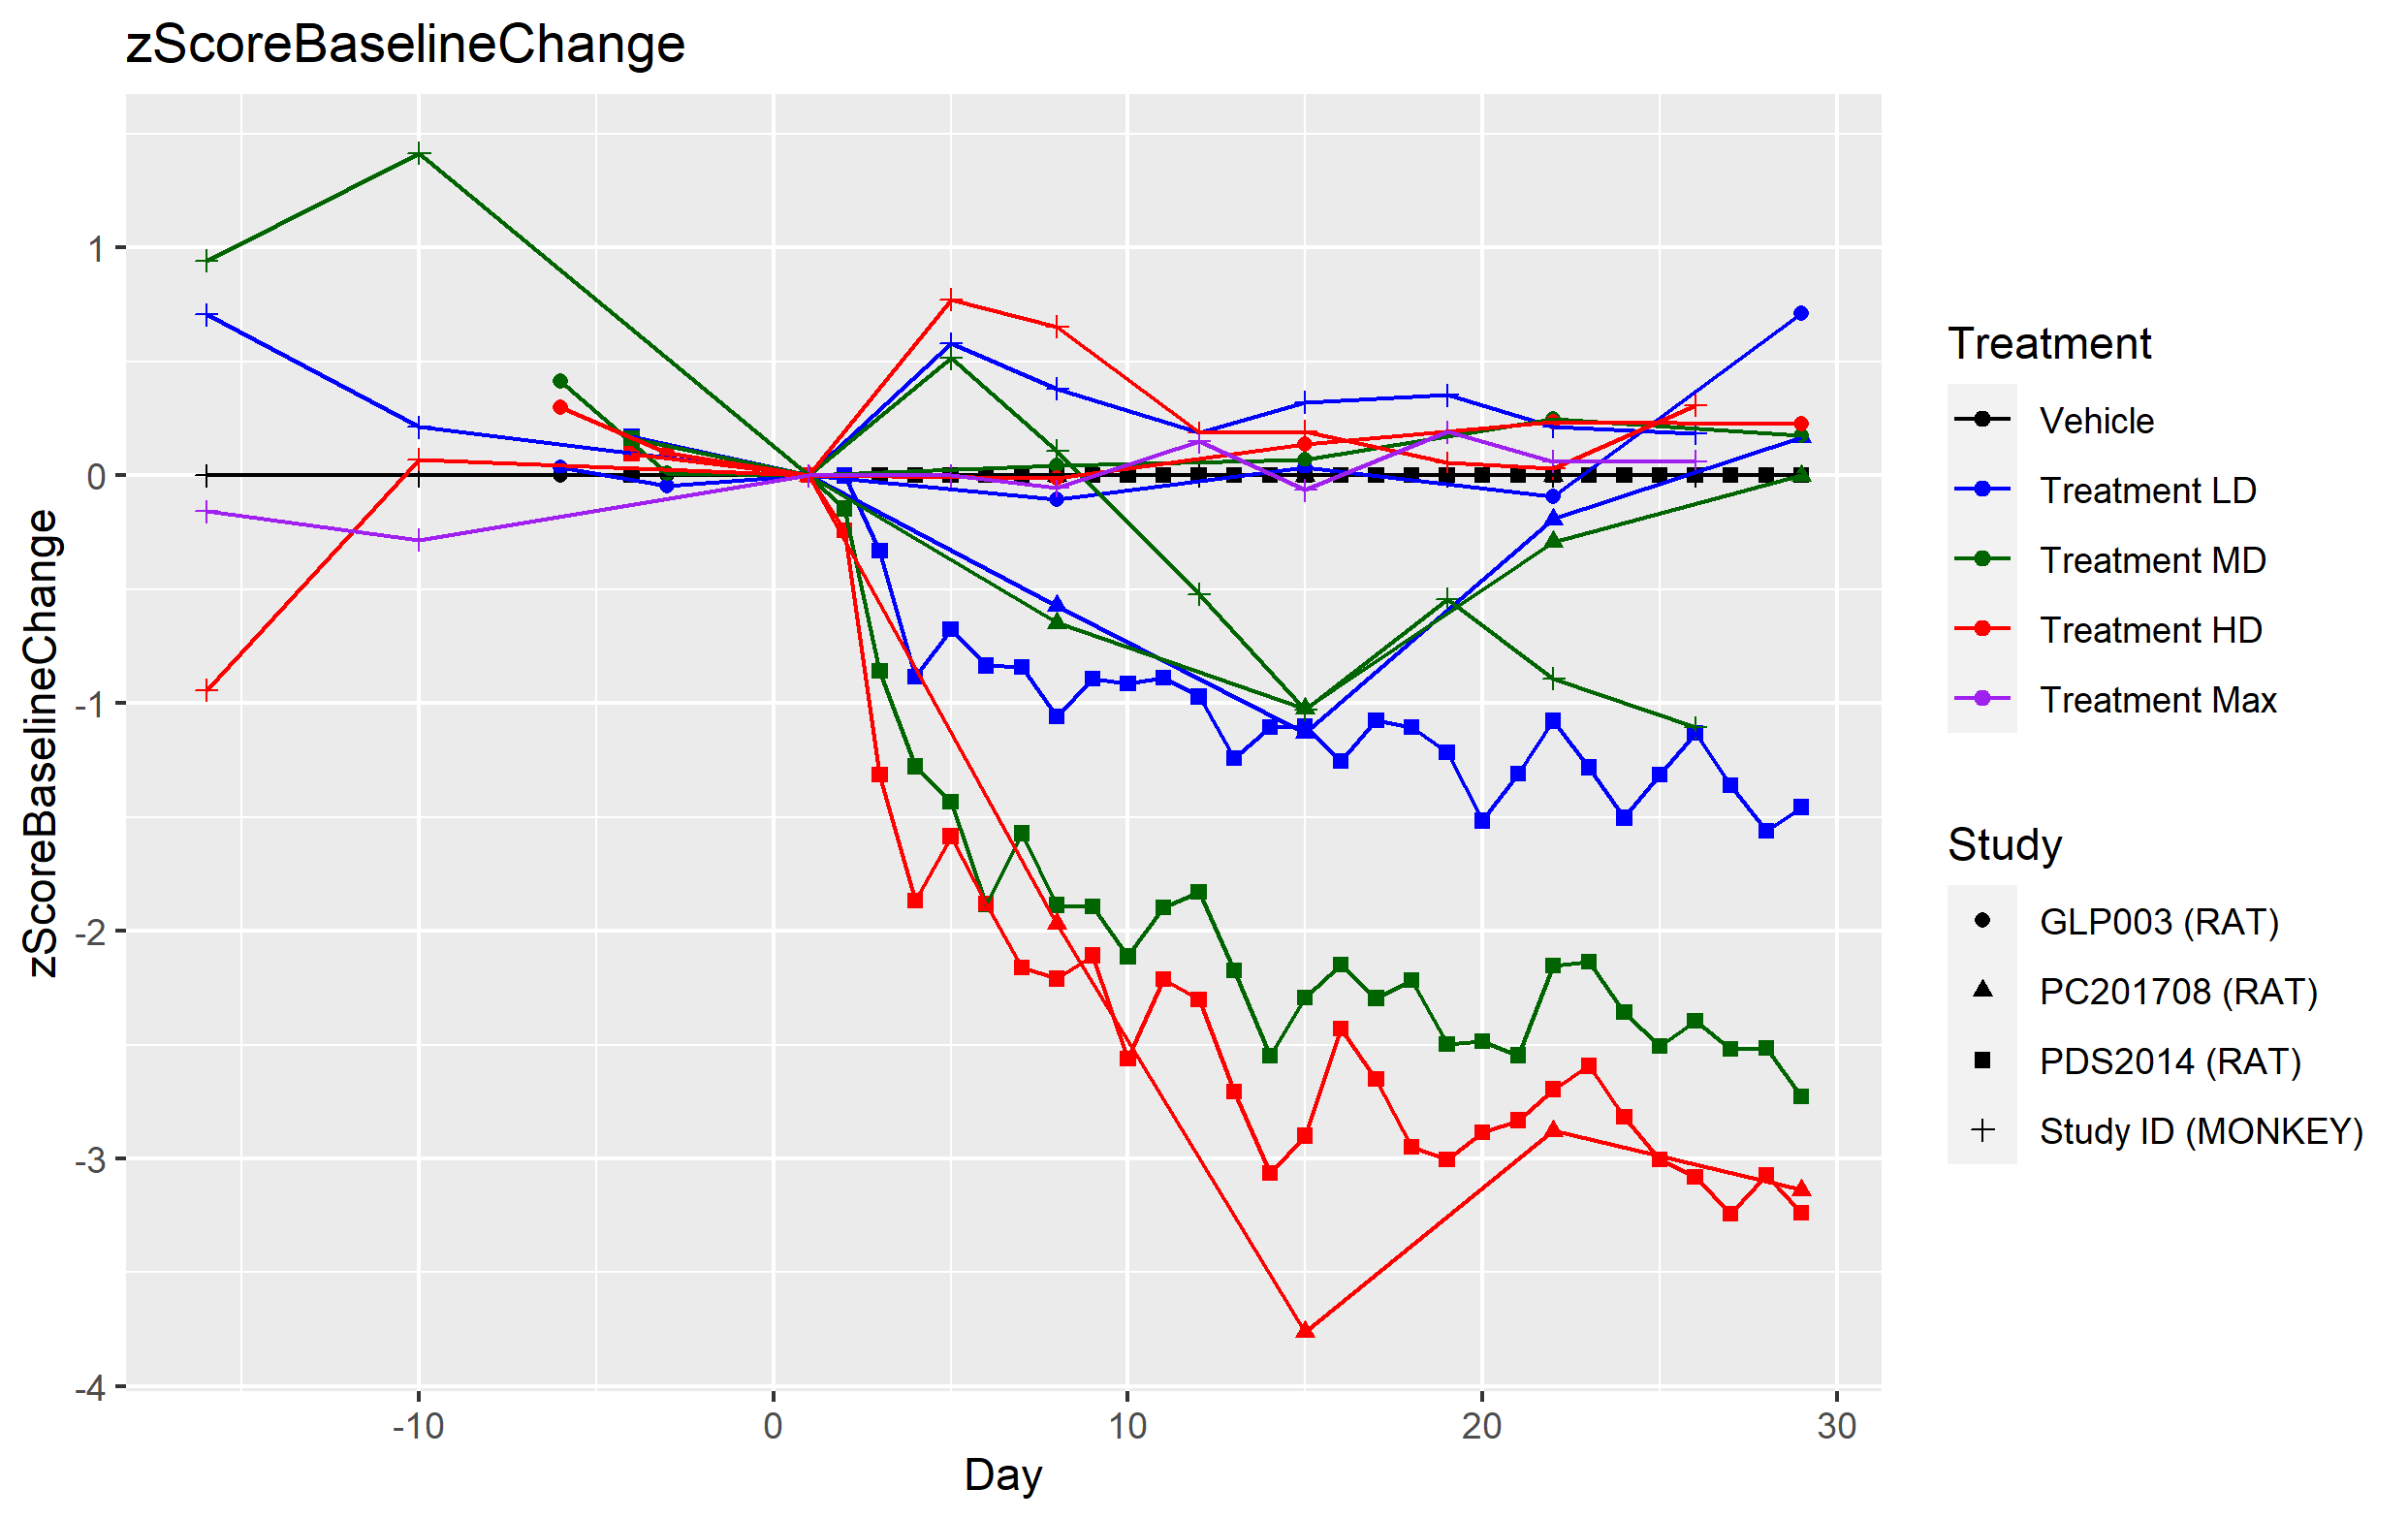 zScoreBaselineChange
zScoreBaselineChange
1
0
-1
-2
-3
-4
-10
0
10
20
30
Day
Treatment
Vehicle
Treatment LD
Treatment MD
Treatment HD
Treatment Max
Study
GLP003 (RAT)
PC201708 (RAT)
PDS2014 (RAT)
Study ID (MONKEY)